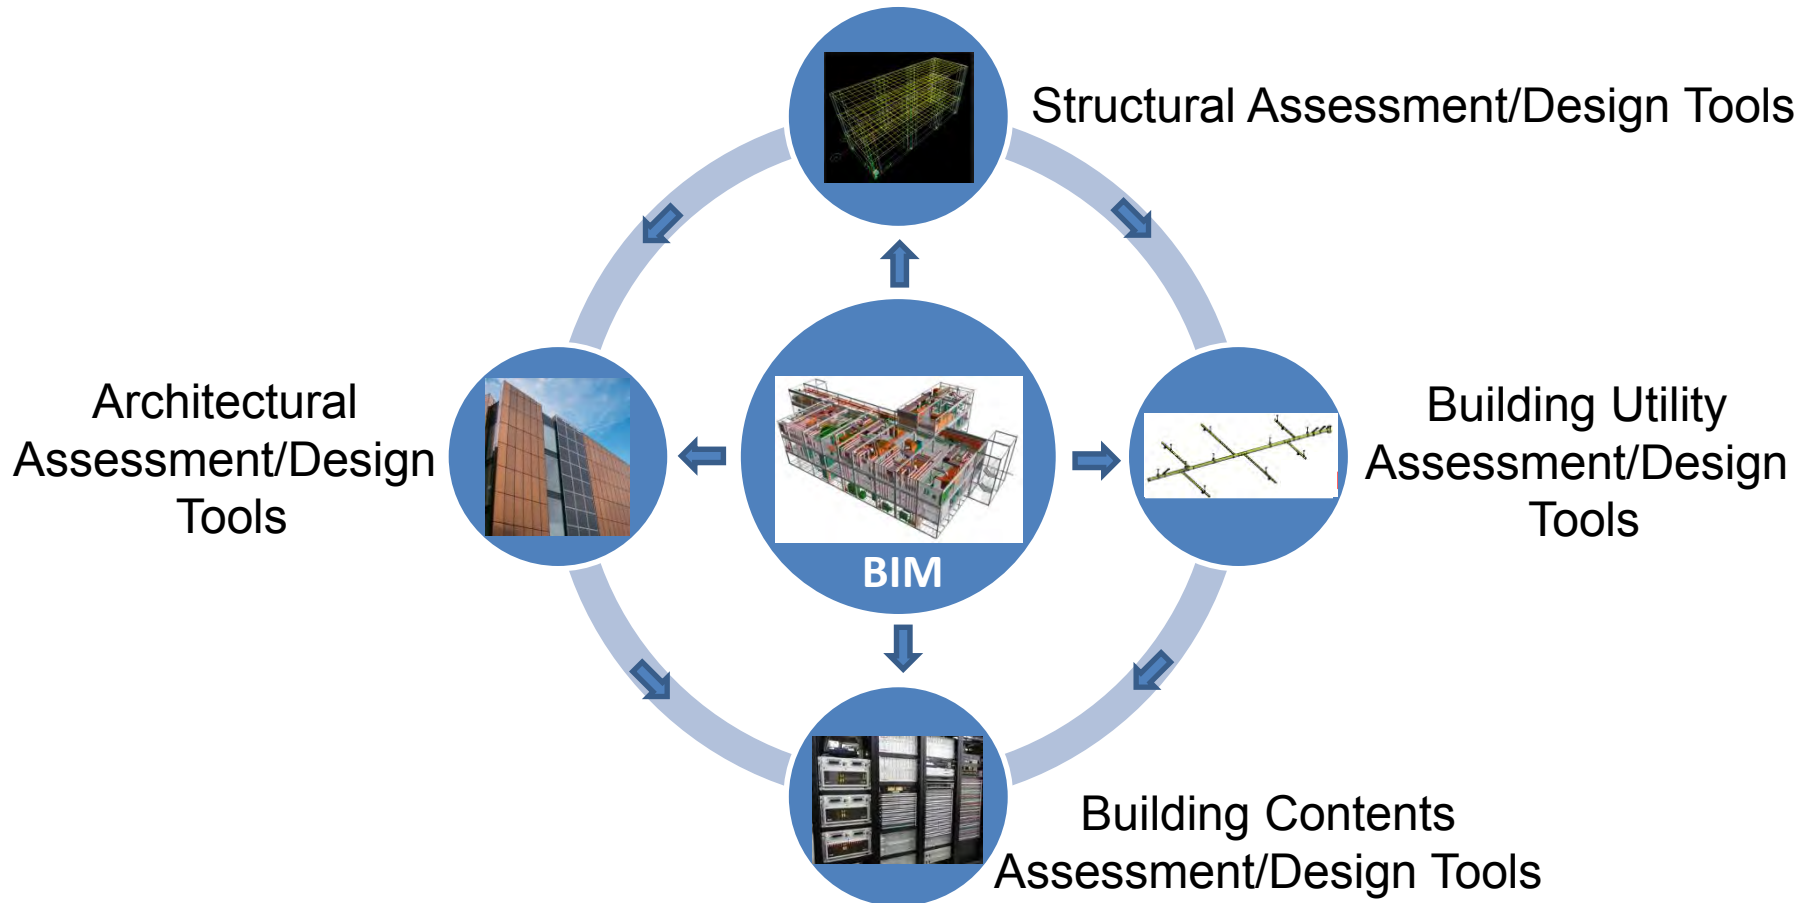 Structural Assessment/Design Tools
Architectural
Assessment/Design
Tools
BIM
Building Utility
Assessment/Design
Tools
Building Contents
Assessment/Design Tools